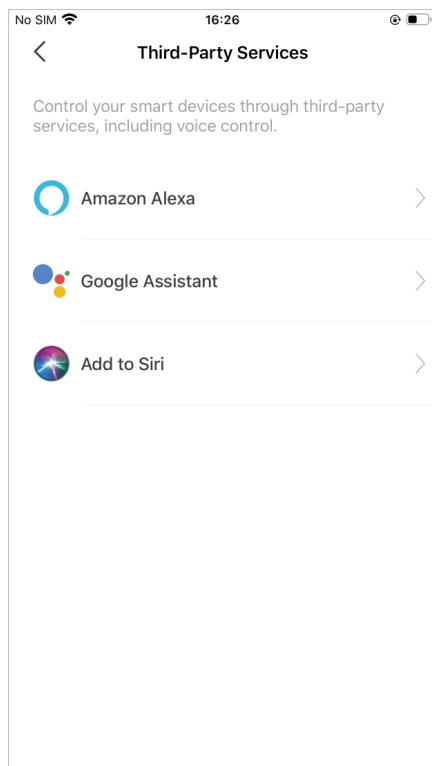 No SIM 16:26
Third-Party Services
Control your smart devices through third-party
services, including voice control.
Amazon Alexa
Google Assistant
Add to Siri